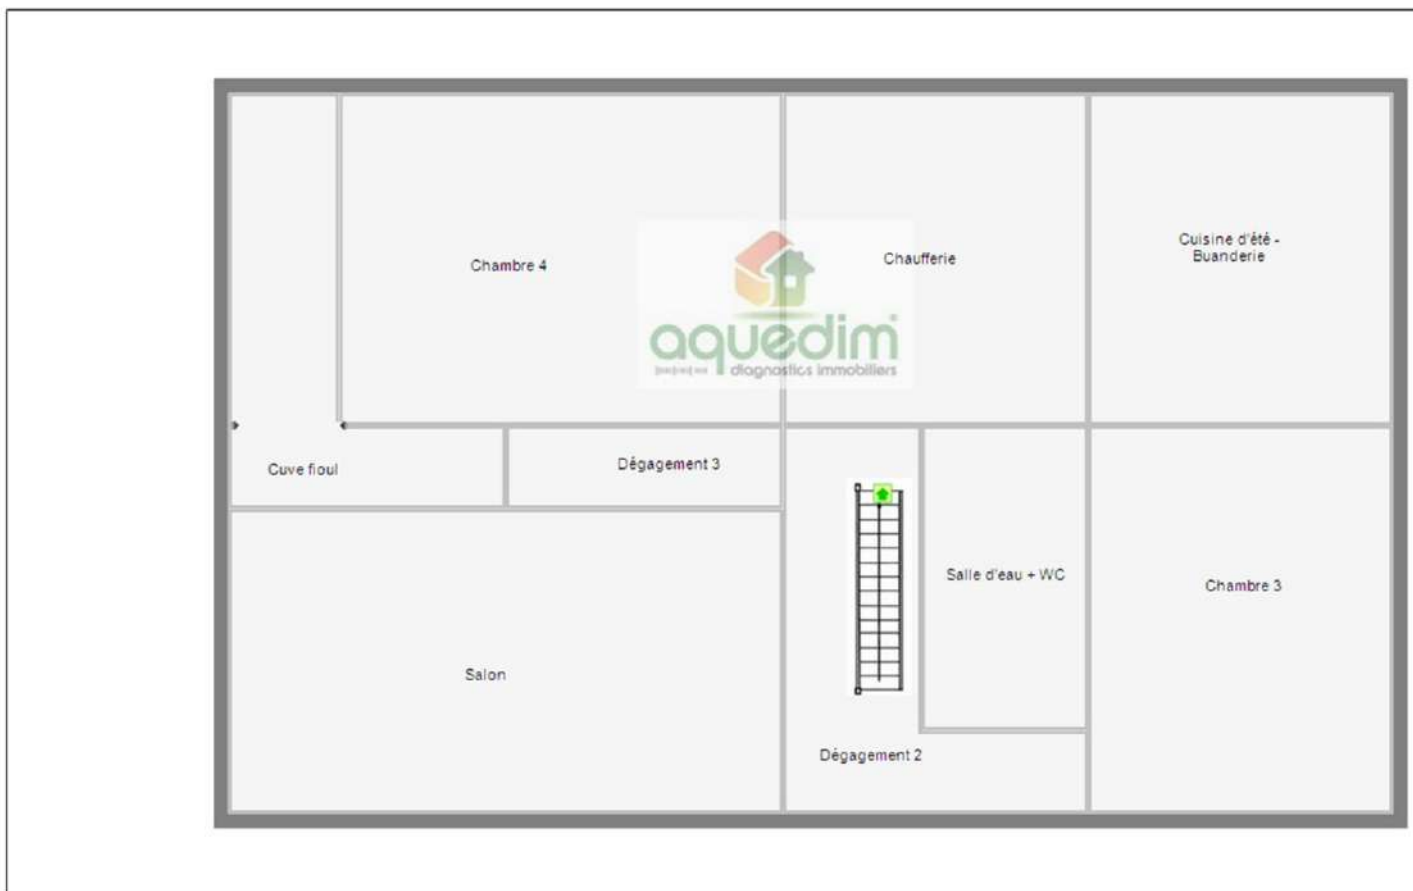 Cuisine d'été -
Buanderie
Chambre 4
Chaufferie
aquedim
diagnostics immobiliers
Cuve fioul
Dégagement 3
Salle d'eau + WC
Chambre 3
Salon
Dégagement 2